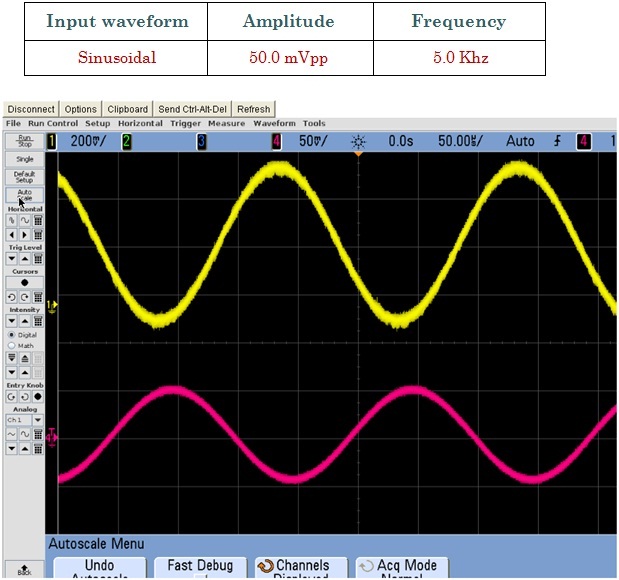 Input waveform Amplitude Frequency
Sinusoidal 50.0 mVpp 5.0 Khz
Disconnect Options Clipboard Send Ctrl-Alt-Del Refresh
File Run Control Setup Horizontal Trigger Measure Waveform Tools
Run
Stop
1 200mV/ 2 3 4 50mV/ 0.0s 50.00µ/ Auto 4 1
Single
Default
Setup
Auto
Scale
Horizontal
Trig Level
Cursors
1
Intensity
Digital
Math
Entry Knob
Analog
Ch 1
Autoscale Menu
Back
Undo
Autoscale
Fast Debug
Channels
Displayed
Acq Mode
Normal